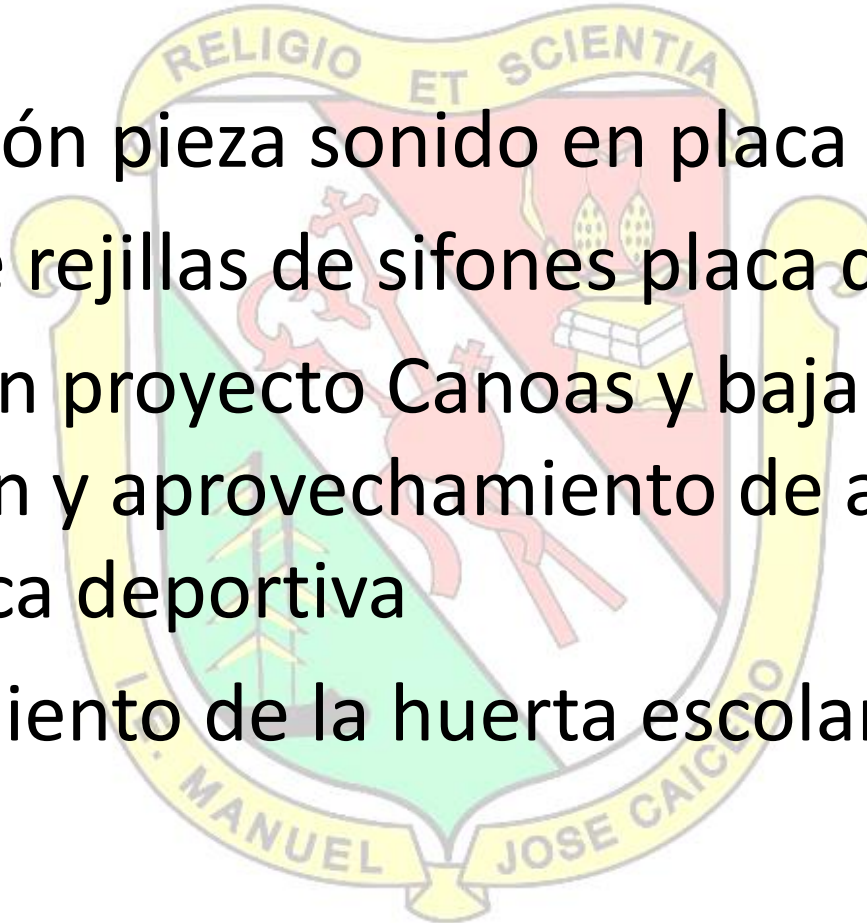 RELIGIO ET SCIENTIA
ón pieza sonido en placa
e rejillas de sifones placa d
n proyecto Canoas y baja
n y aprovechamiento de a
ca deportiva
iento de la huerta escolar
I.E. MANUEL JOSE CAICEDO